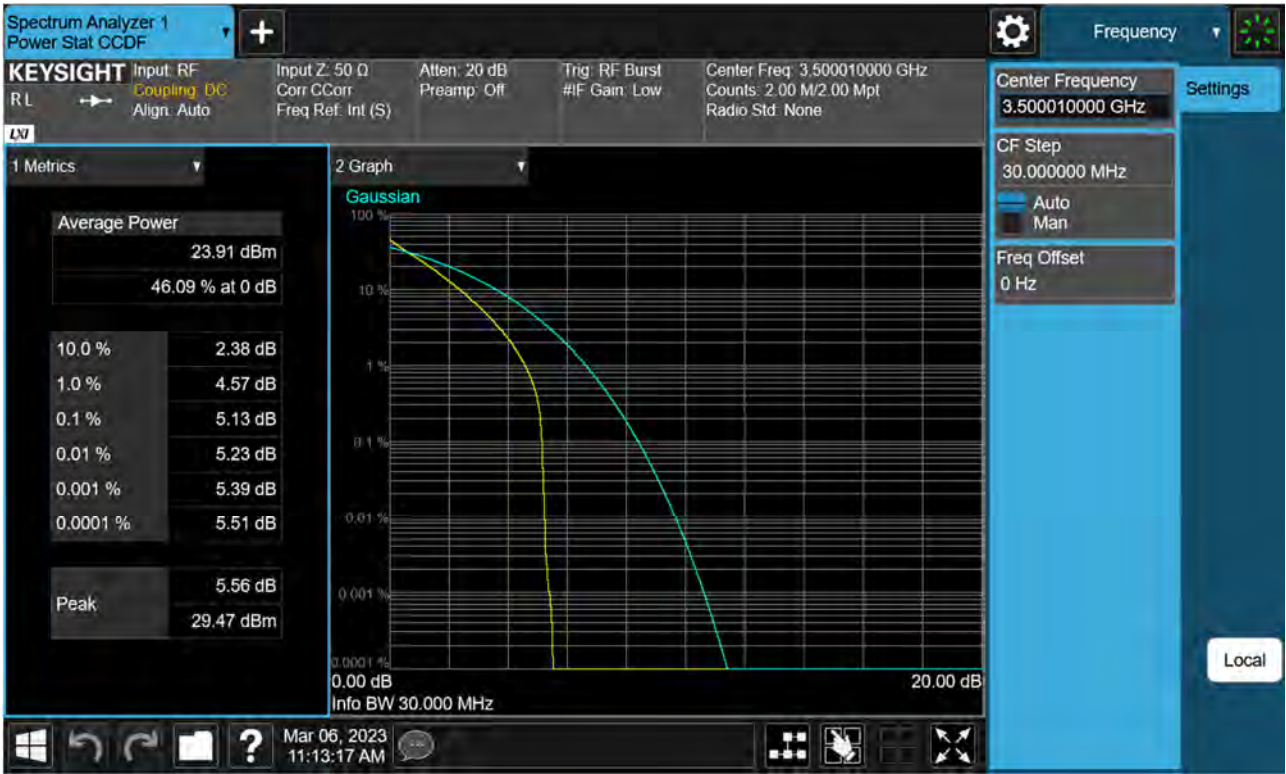 Spectrum Analyzer 1
Power Stat CCDF
Frequency
KEYSIGHT
R L
LXI
Input: RF
Coupling: DC
Align: Auto
Input Z: 50 Ω
Corr CCorr
Freq Ref: Int (S)
Atten: 20 dB
Preamp: Off
Trig: RF Burst
#IF Gain: Low
Center Freq: 3.500010000 GHz
Counts: 2.00 M/2.00 Mpt
Radio Std: None
1 Metrics
Average Power
23.91 dBm
46.09 % at 0 dB
10.0 % 2.38 dB
1.0 % 4.57 dB
0.1 % 5.13 dB
0.01 % 5.23 dB
0.001 % 5.39 dB
0.0001 % 5.51 dB
Peak
5.56 dB
29.47 dBm
2 Graph
Gaussian
100 %
10 %
1 %
0.1 %
0.01 %
0.001 %
0.0001 %
0.00 dB 20.00 dB
Info BW 30.000 MHz
Center Frequency
3.500010000 GHz
CF Step
30.000000 MHz
Auto
Man
Freq Offset
0 Hz
Settings
Local
?
Mar 06, 2023
11:13:17 AM